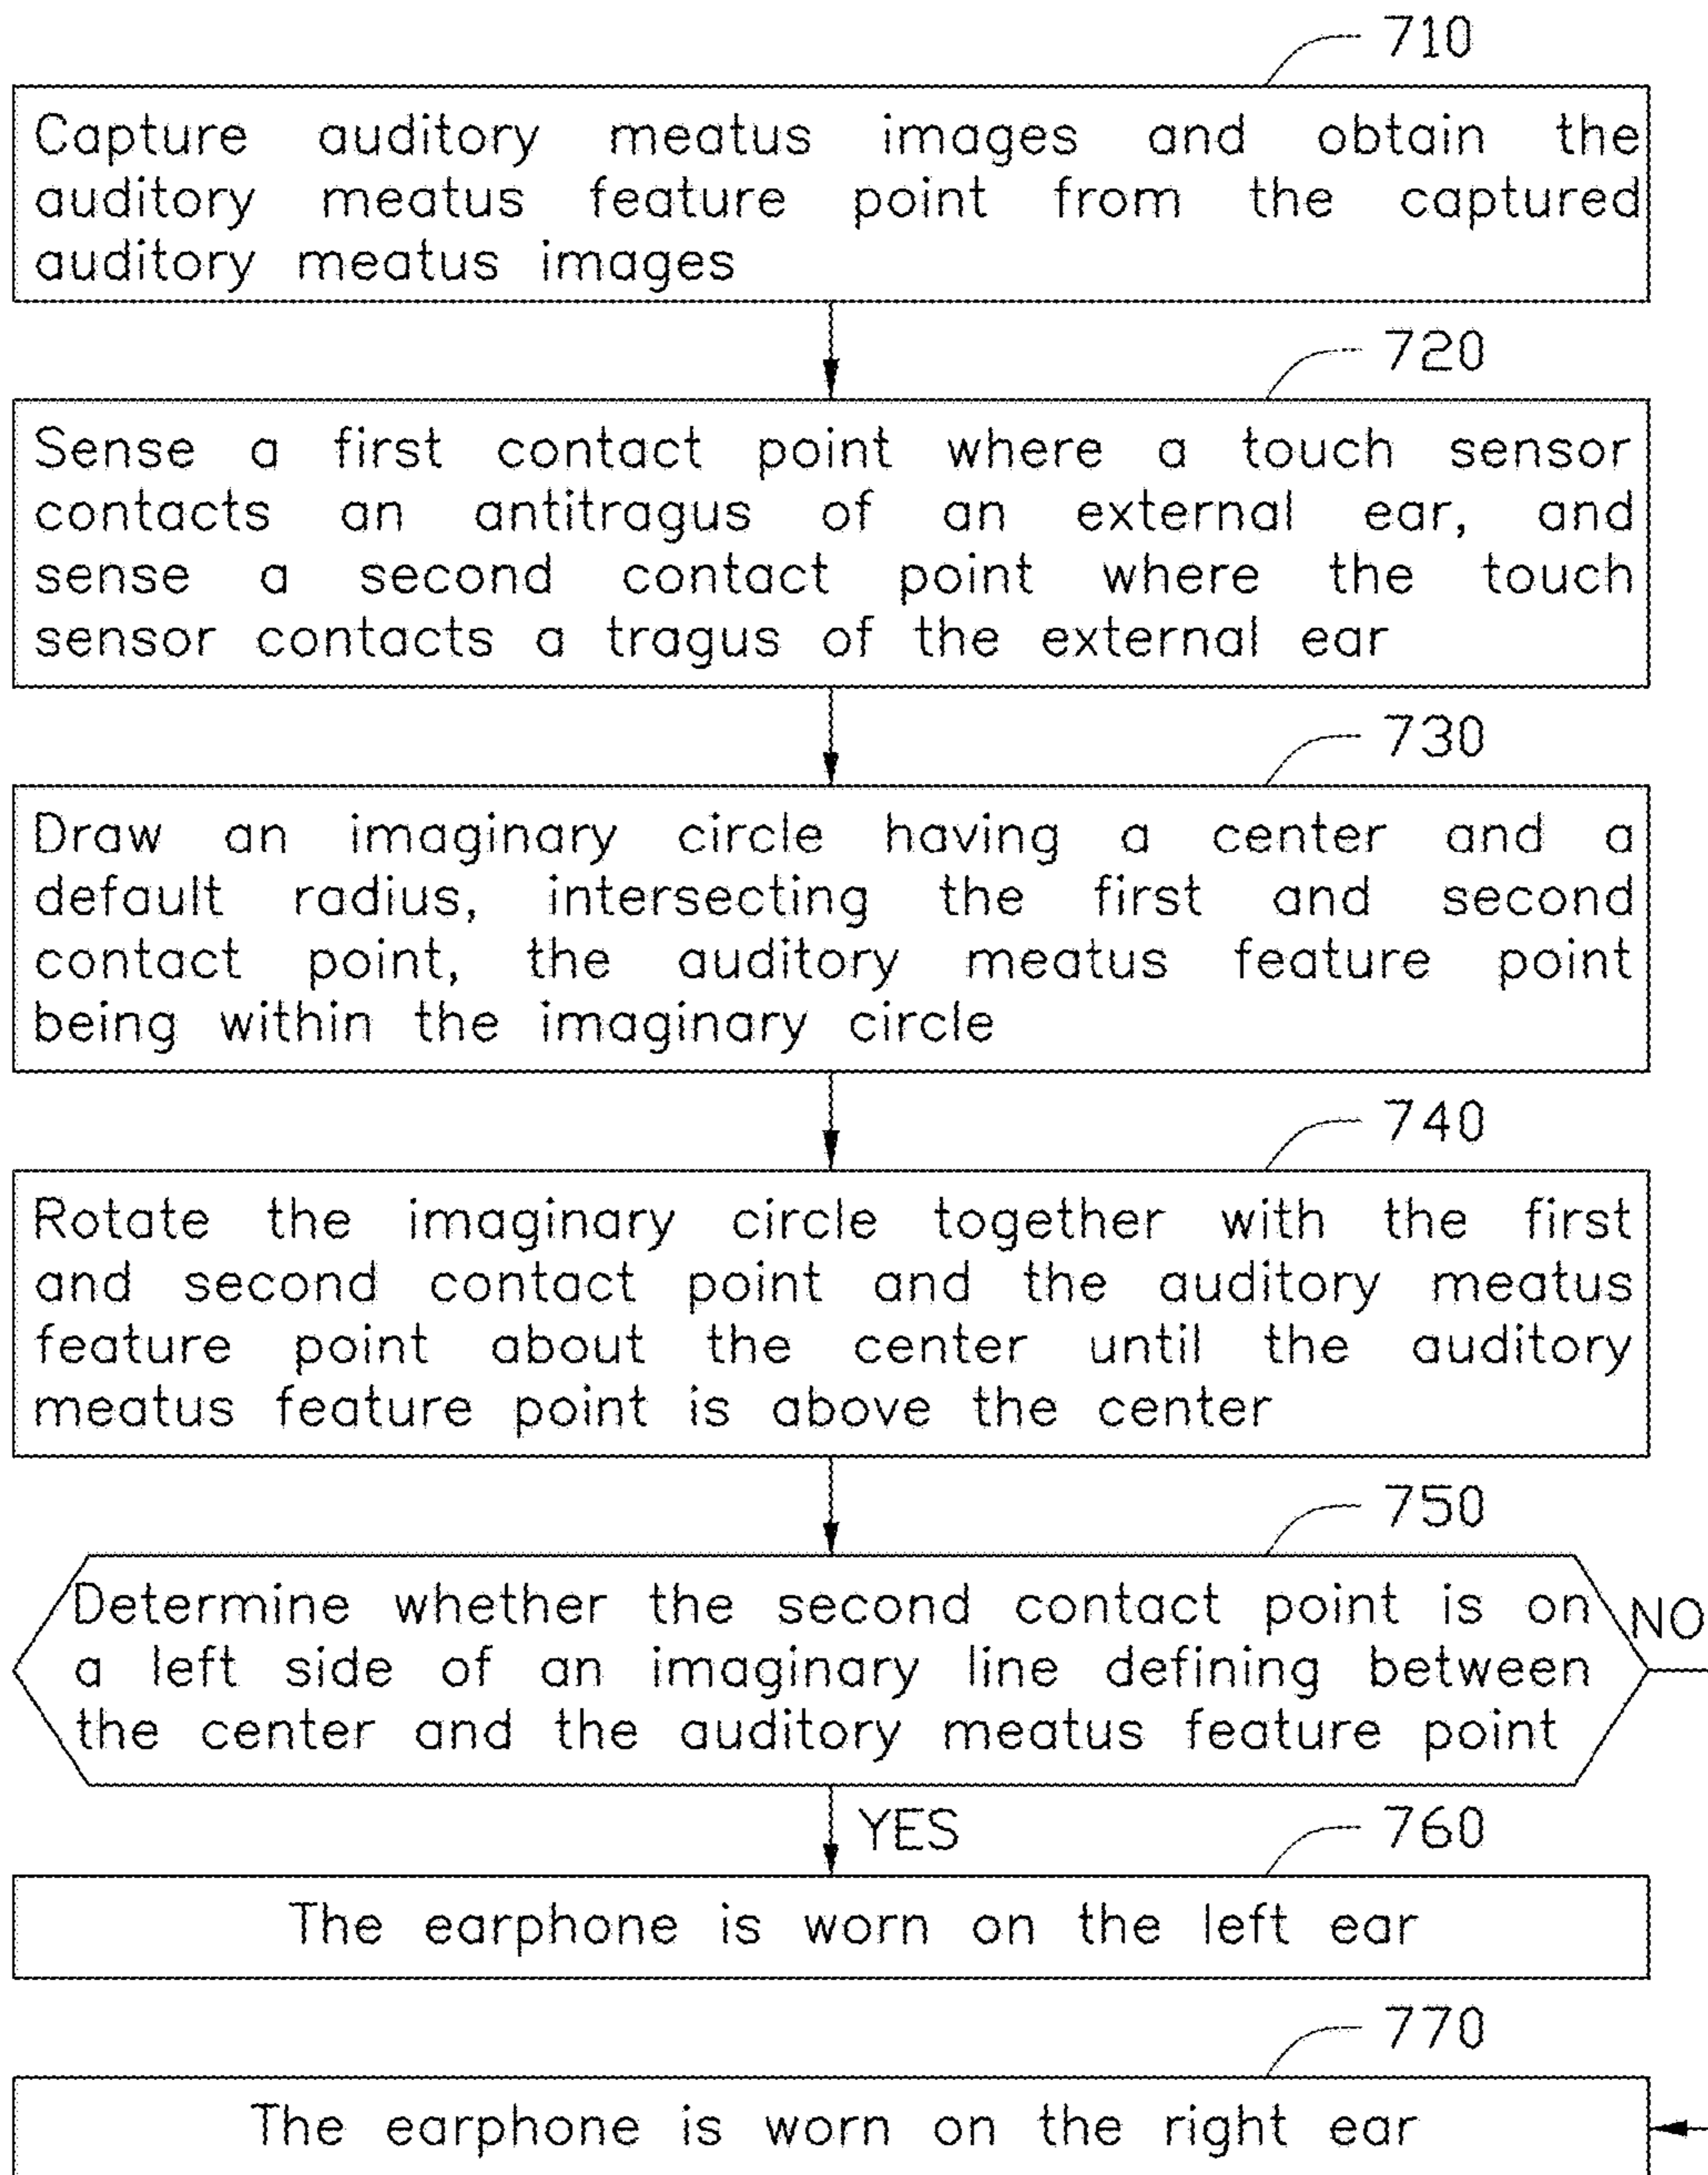 710
Capture auditory meatus images and obtain the
auditory meatus feature point from the captured
auditory meatus images
720
Sense a first contact point where a touch sensor
contacts an antitragus of an external ear, and
sense a second contact point where the touch
sensor contacts a tragus of the external ear
730
Draw an imaginary circle having a center and a
default radius, intersecting the first and second
contact point, the auditory meatus feature point
being within the imaginary circle
740
Rotate the imaginary circle together with the first
and second contact point and the auditory meatus
feature point about the center until the auditory
meatus feature point is above the center
750
Determine whether the second contact point is on
NO
a left side of an imaginary line defining between
the center and the auditory meatus feature point
YES
760
The earphone is worn on the left ear
770
The earphone is worn on the right ear